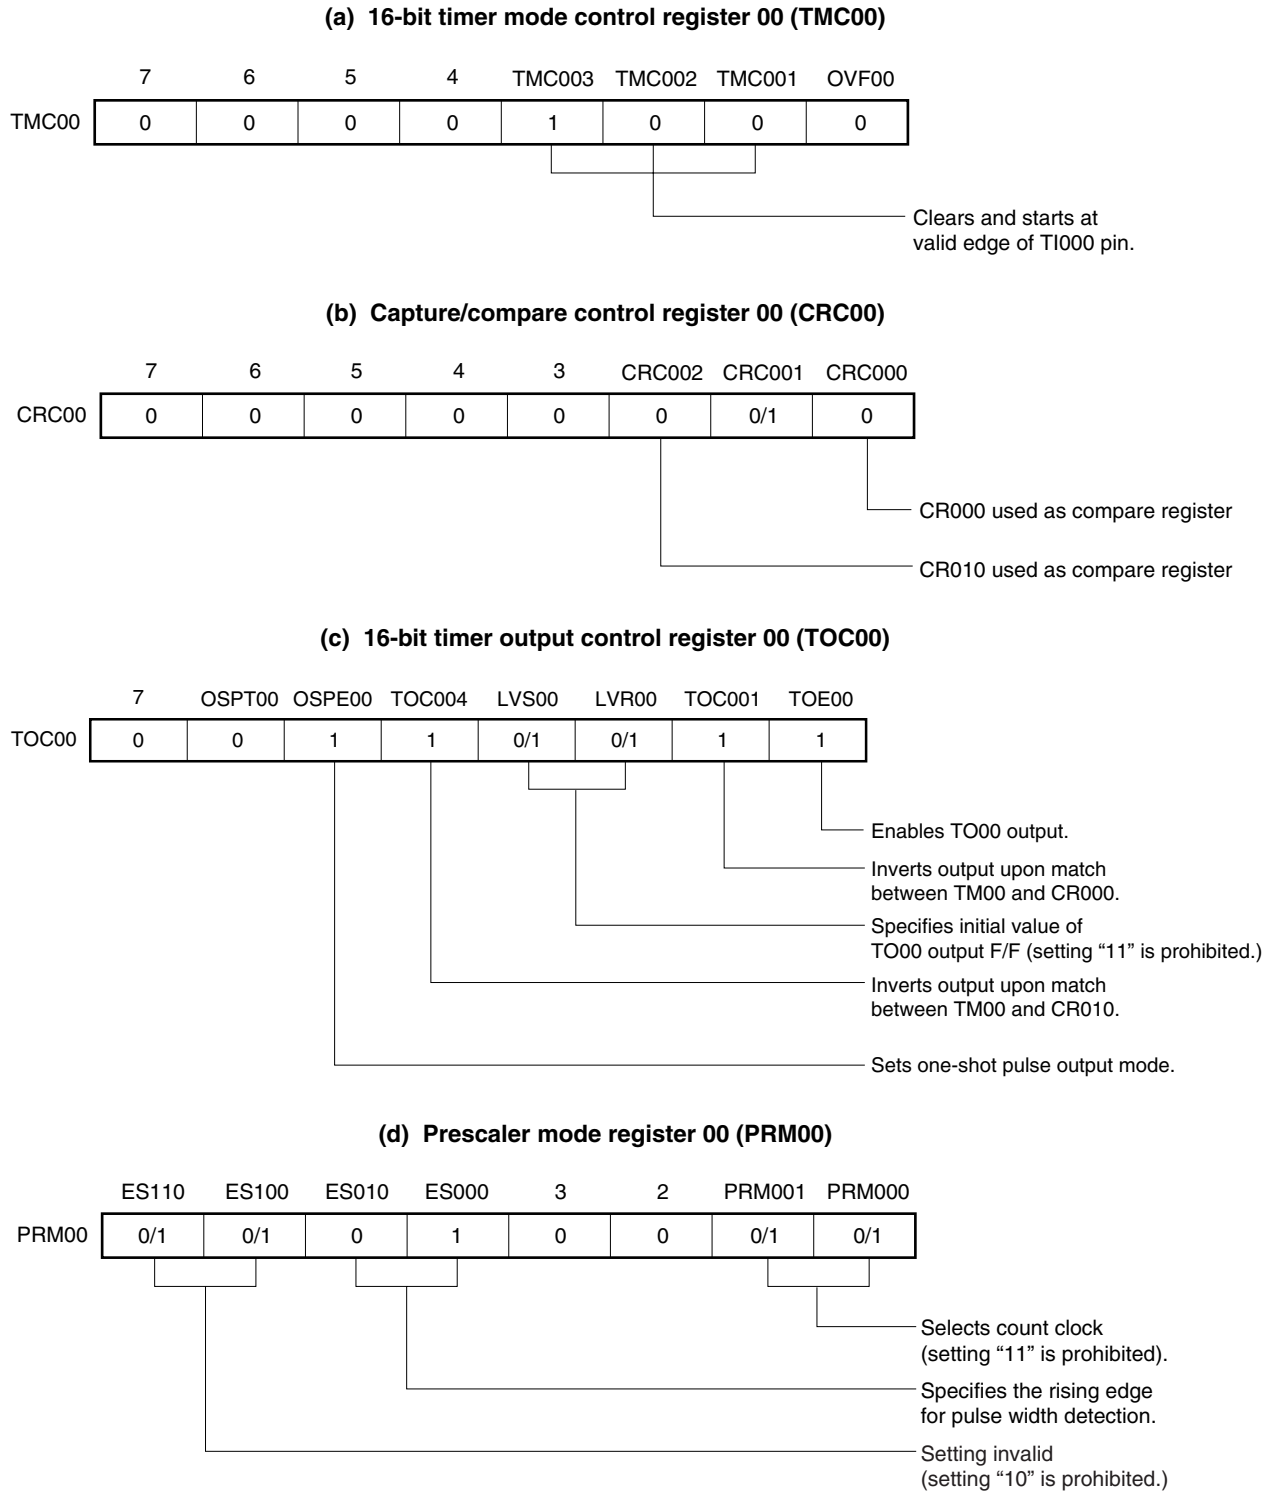 (a) 16-bit timer mode control register 00 (TMC00)
7 6 5 4 TMC003 TMC002 TMC001 OVF00
TMC00 0 0 0 0 1 0 0 0
Clears and starts at
valid edge of TI000 pin.
(b) Capture/compare control register 00 (CRC00)
7 6 5 4 3 CRC002 CRC001 CRC000
CRC00 0 0 0 0 0 0 0/1 0
CR000 used as compare register
CR010 used as compare register
(c) 16-bit timer output control register 00 (TOC00)
7 OSPT00 OSPE00 TOC004 LVS00 LVR00 TOC001 TOE00
TOC00 0 0 1 1 0/1 0/1 1 1
Enables TO00 output.
Inverts output upon match
between TM00 and CR000.
Specifies initial value of
TO00 output F/F (setting “11” is prohibited.)
Inverts output upon match
between TM00 and CR010.
Sets one-shot pulse output mode.
(d) Prescaler mode register 00 (PRM00)
ES110 ES100 ES010 ES000 3 2 PRM001 PRM000
PRM00 0/1 0/1 0 1 0 0 0/1 0/1
Selects count clock
(setting “11” is prohibited).
Specifies the rising edge
for pulse width detection.
Setting invalid
(setting “10” is prohibited.)